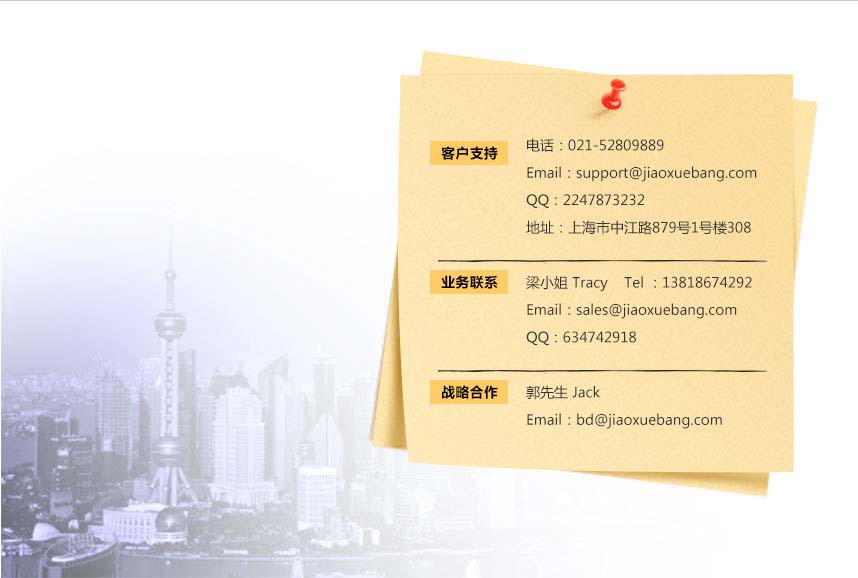 客户支持
电话：021-52809889
Email：support@jiaoxuebang.com
QQ：2247873232
地址：上海市中江路879号1号楼308
业务联系
梁小姐 Tracy Tel ：13818674292
Email：sales@jiaoxuebang.com
QQ：634742918
战略合作
郭先生 Jack
Email：bd@jiaoxuebang.com